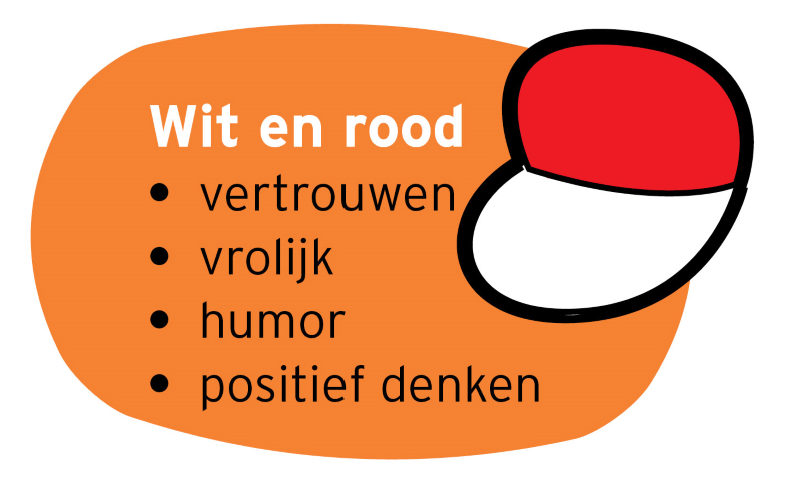 Wit en rood
• vertrouwen
• vrolijk
• humor
• positief denken